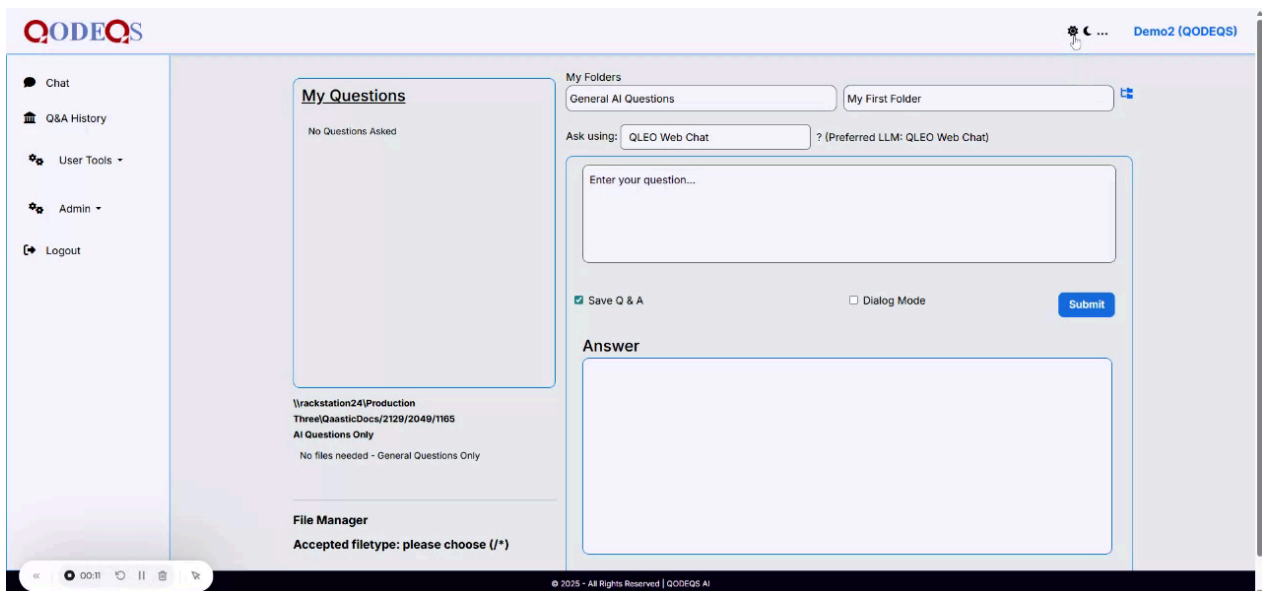 QODEQS
...
Demo2 (QODEQS)
Chat
Q&A History
User Tools
Admin
Logout
My Questions
No Questions Asked
\\rackstation24\Production
Three\QaasticDocs/2129/2049/1165
AI Questions Only
No files needed - General Questions Only
File Manager
Accepted filetype: please choose (/*)
My Folders
General AI Questions
My First Folder
Ask using:
QLEO Web Chat
? (Preferred LLM: QLEO Web Chat)
Enter your question...
Save Q & A
Dialog Mode
Submit
Answer
« 00:11
© 2025 - All Rights Reserved | QODEQS AI